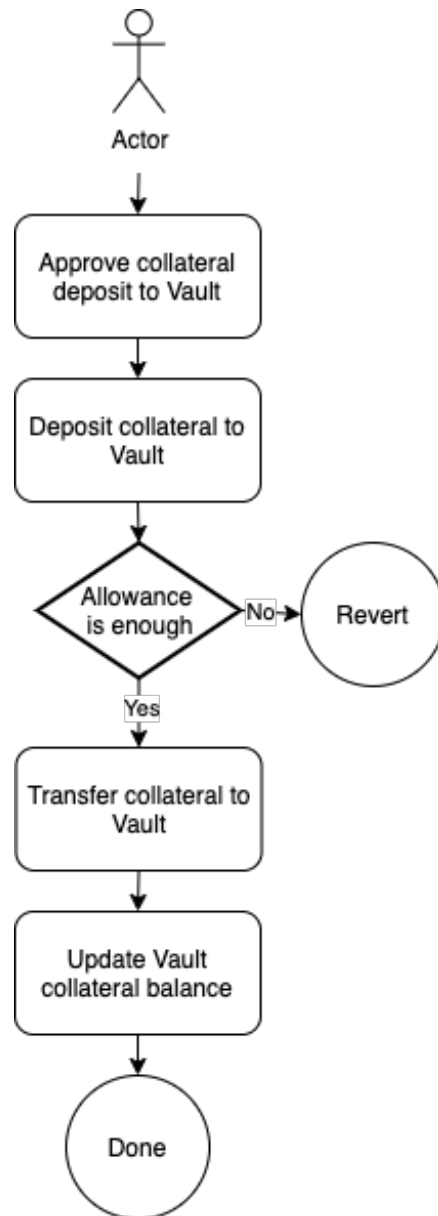 Actor
Approve collateral
deposit to Vault
Deposit collateral to
Vault
Allowance
is enough
No
Revert
Yes
Transfer collateral to
Vault
Update Vault
collateral balance
Done